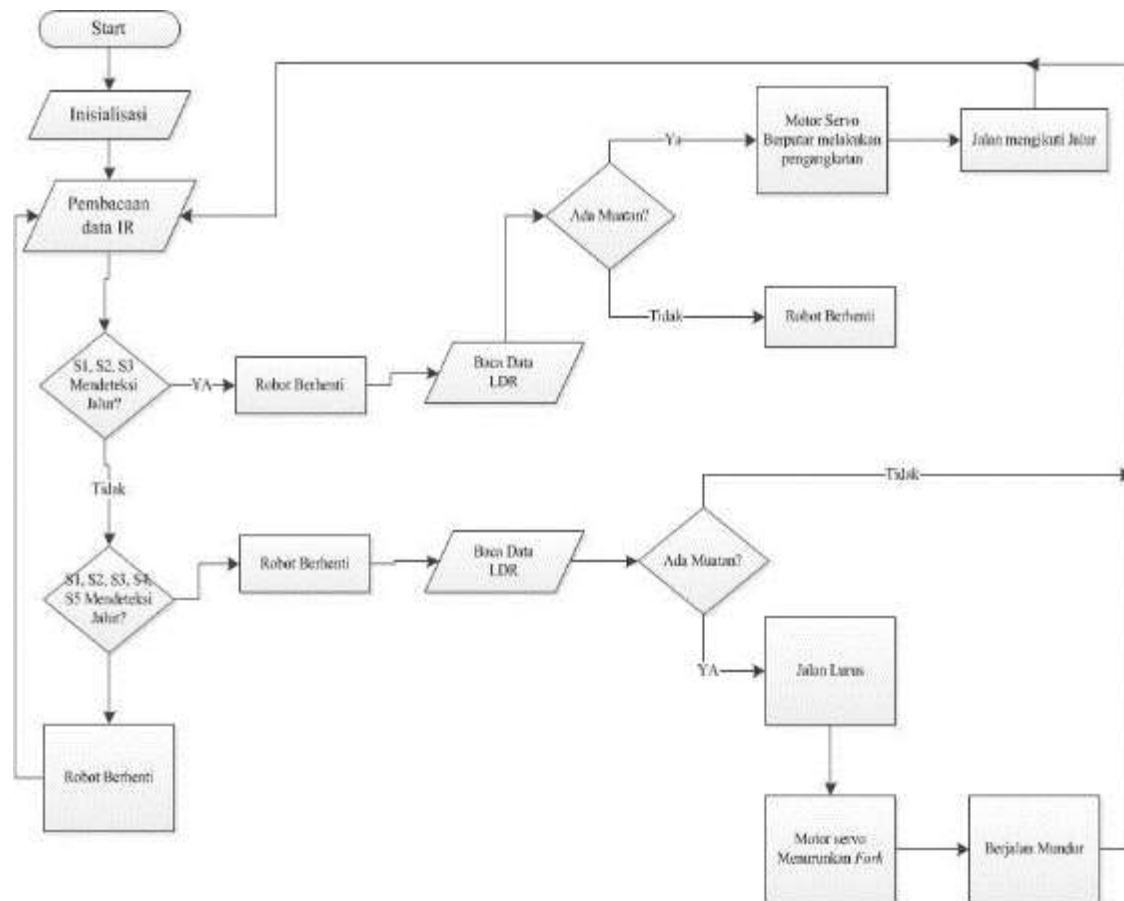 Start
Inisialisasi
Pembacaan
data IR
S1, S2, S3
Mendeteksi
Jalur?
YA
Robot Berhenti
Baca Data
LDR
Ada Muatan?
Ya
Motor Servo
Berputar melakukan
pengangkatan
Jalan mengikuti Jalur
Tidak
Robot Berhenti
Tidak
S1, S2, S3, S4,
S5 Mendeteksi
Jalur?
Robot Berhenti
Baca Data
LDR
Ada Muatan?
Tidak
YA
Jalan Lurus
Motor servo
Menurunkan Fork
Berjalan Mundur
Robot Berhenti